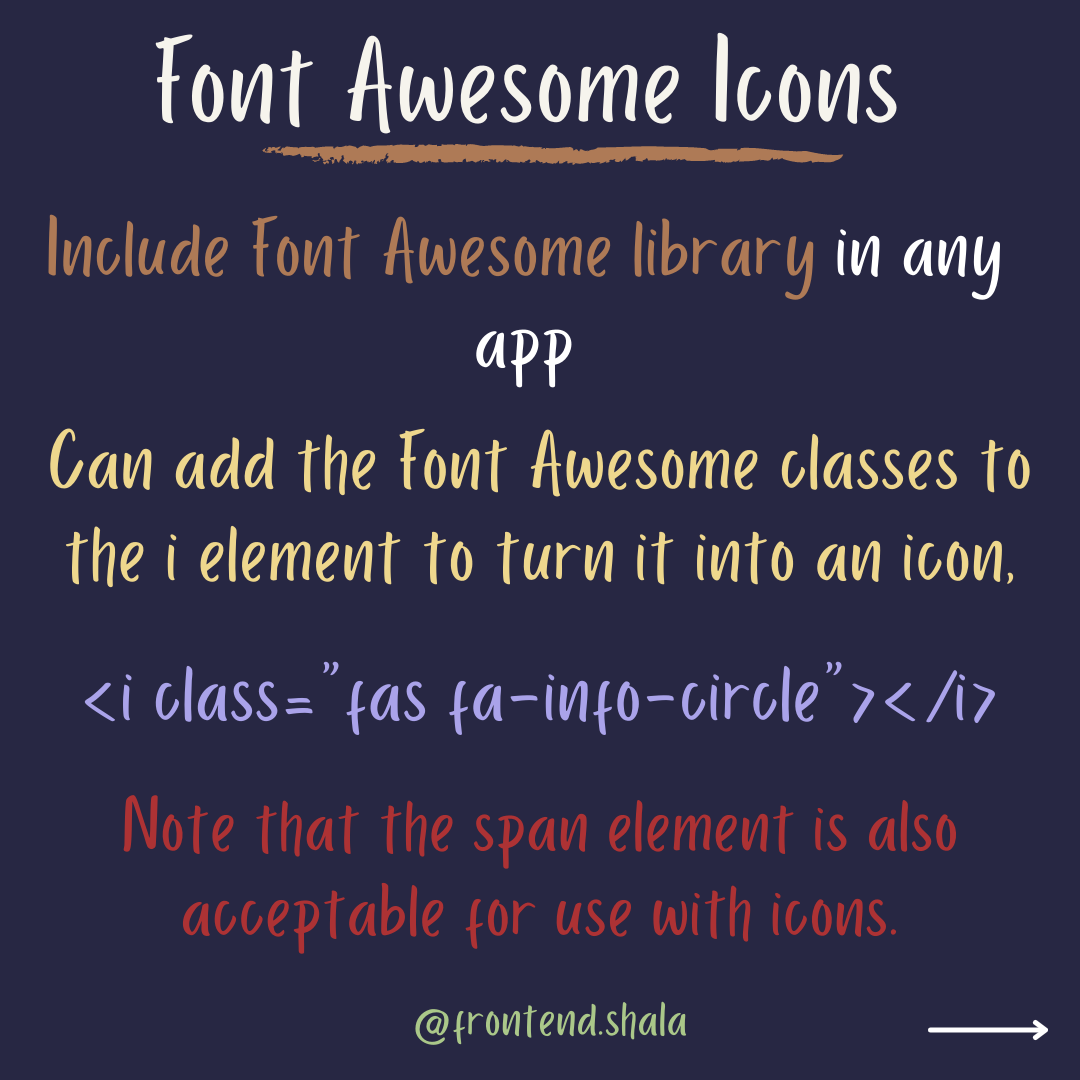 Font Awesome Icons
Include Font Awesome library in any
app
Can add the Font Awesome classes to
the i element to turn it into an icon,
<i class="fas fa-info-circle"></i>
Note that the span element is also
acceptable for use with icons.
@frontend.shala